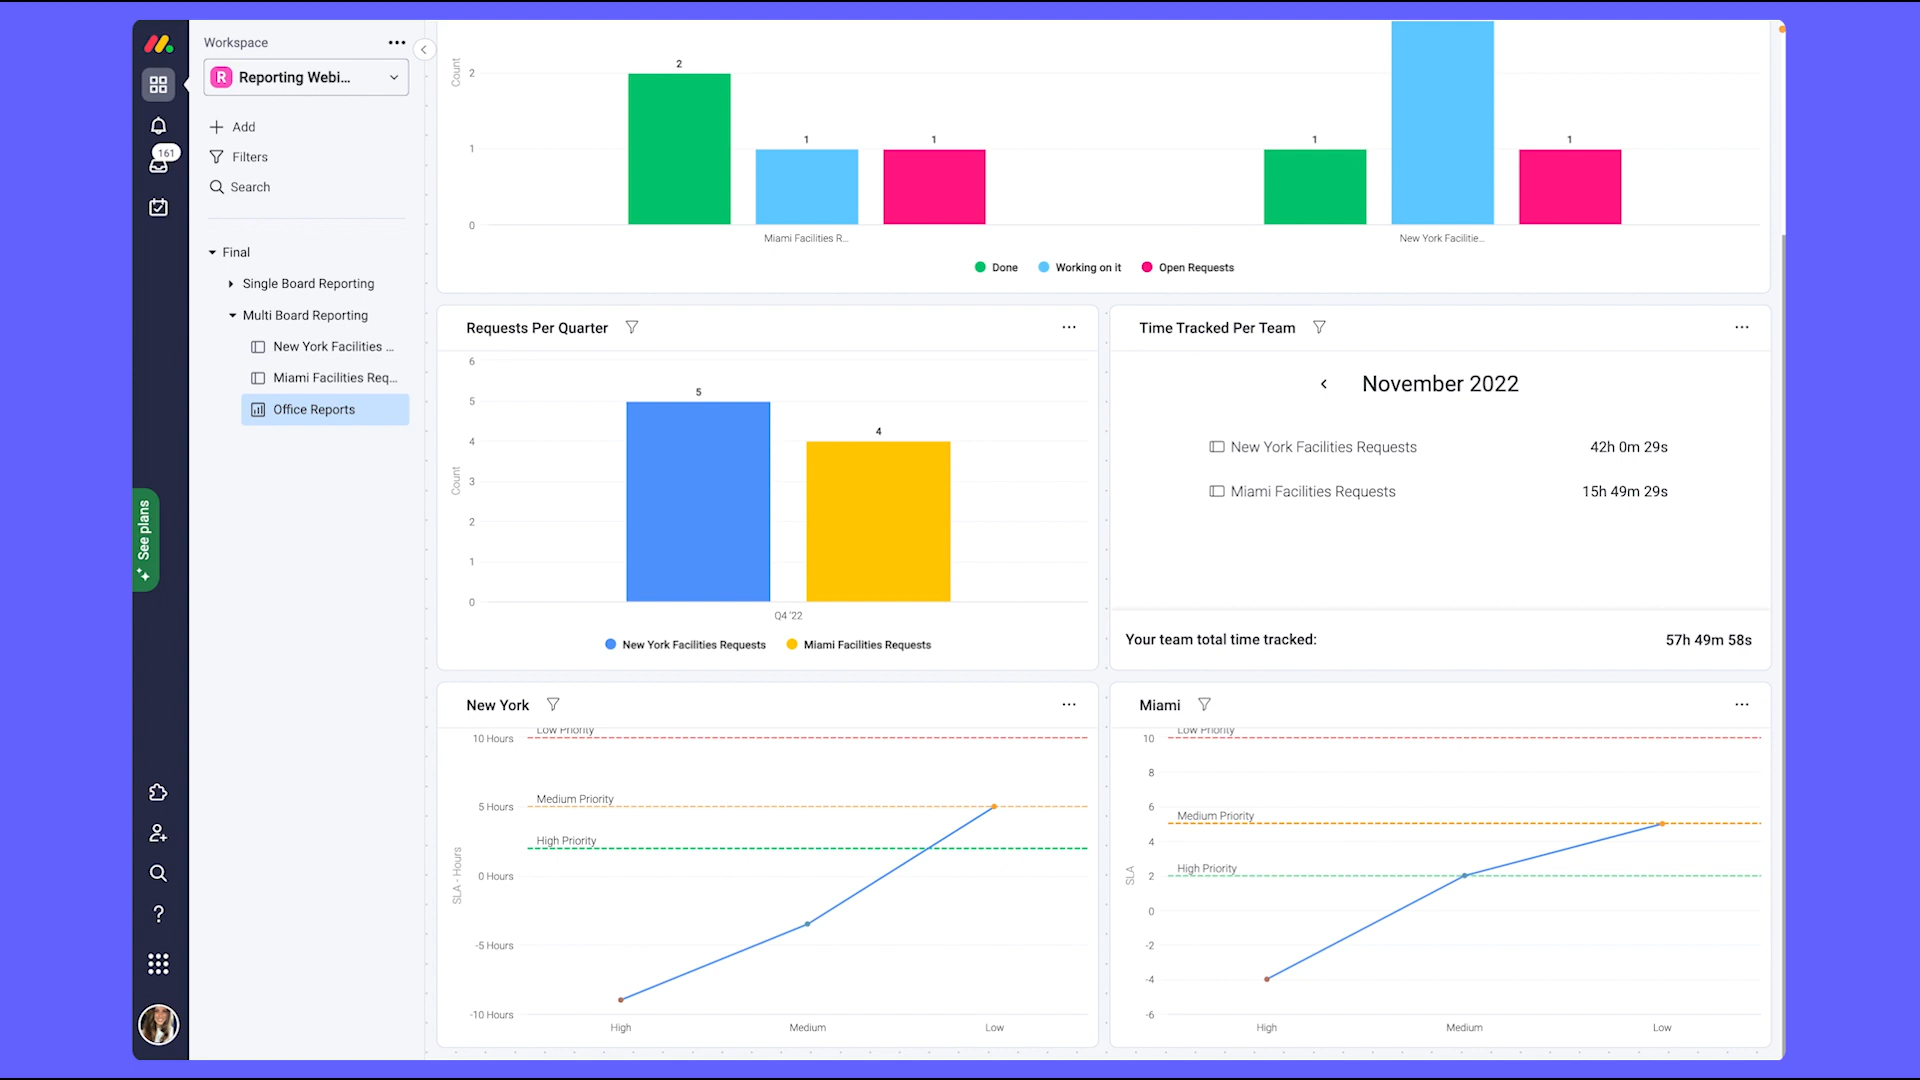 Workspace
R Reporting Webi...
Add
Filters
Search
161
Final
Single Board Reporting
Multi Board Reporting
New York Facilities ...
Miami Facilities Req...
Office Reports
See plans
Count
2
1
0
2
1
1
1
1
Miami Facilities R...
New York Facilitie...
Done
Working on it
Open Requests
Requests Per Quarter
Count
6
5
4
3
2
1
0
5
4
Q4 '22
New York Facilities Requests
Miami Facilities Requests
Time Tracked Per Team
November 2022
New York Facilities Requests 42h 0m 29s
Miami Facilities Requests 15h 49m 29s
Your team total time tracked: 57h 49m 58s
New York
SLA - Hours
Low Priority
10 Hours
Medium Priority
5 Hours
High Priority
0 Hours
-5 Hours
-10 Hours
High
Medium
Low
Miami
SLA
Low Priority
10
8
6
Medium Priority
4
High Priority
2
0
-2
-4
-6
High
Medium
Low
?